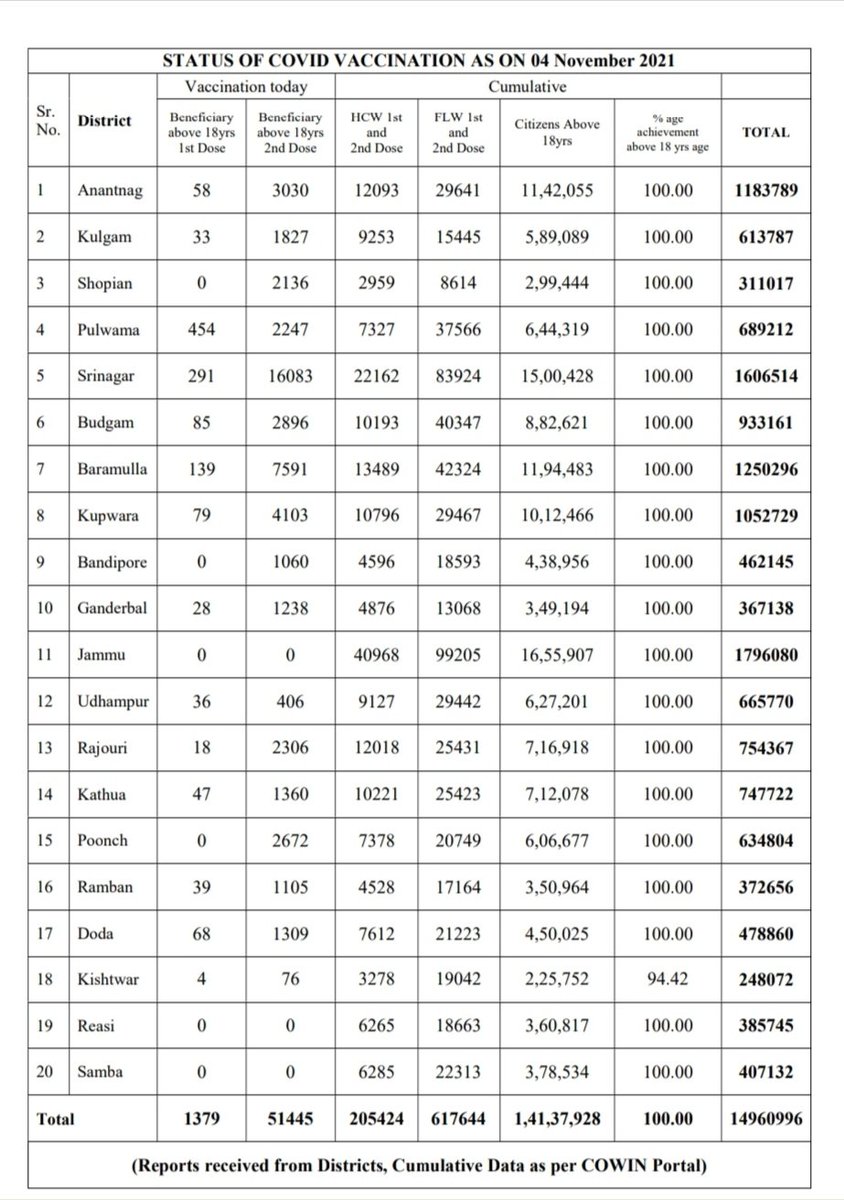 STATUS OF COVID VACCINATION AS ON 04 November 2021
Vaccination today Cumulative
Sr. No. District Beneficiary above 18yrs 1st Dose Beneficiary above 18yrs 2nd Dose HCW 1st and 2nd Dose FLW 1st and 2nd Dose Citizens Above 18yrs % age achievement above 18 yrs age TOTAL
1 Anantnag 58 3030 12093 29641 11,42,055 100.00 1183789
2 Kulgam 33 1827 9253 15445 5,89,089 100.00 613787
3 Shopian 0 2136 2959 8614 2,99,444 100.00 311017
4 Pulwama 454 2247 7327 37566 6,44,319 100.00 689212
5 Srinagar 291 16083 22162 83924 15,00,428 100.00 1606514
6 Budgam 85 2896 10193 40347 8,82,621 100.00 933161
7 Baramulla 139 7591 13489 42324 11,94,483 100.00 1250296
8 Kupwara 79 4103 10796 29467 10,12,466 100.00 1052729
9 Bandipore 0 1060 4596 18593 4,38,956 100.00 462145
10 Ganderbal 28 1238 4876 13068 3,49,194 100.00 367138
11 Jammu 0 0 40968 99205 16,55,907 100.00 1796080
12 Udhampur 36 406 9127 29442 6,27,201 100.00 665770
13 Rajouri 18 2306 12018 25431 7,16,918 100.00 754367
14 Kathua 47 1360 10221 25423 7,12,078 100.00 747722
15 Poonch 0 2672 7378 20749 6,06,677 100.00 634804
16 Ramban 39 1105 4528 17164 3,50,964 100.00 372656
17 Doda 68 1309 7612 21223 4,50,025 100.00 478860
18 Kishtwar 4 76 3278 19042 2,25,752 94.42 248072
19 Reasi 0 0 6265 18663 3,60,817 100.00 385745
20 Samba 0 0 6285 22313 3,78,534 100.00 407132
Total 1379 51445 205424 617644 1,41,37,928 100.00 14960996
(Reports received from Districts, Cumulative Data as per COWIN Portal)